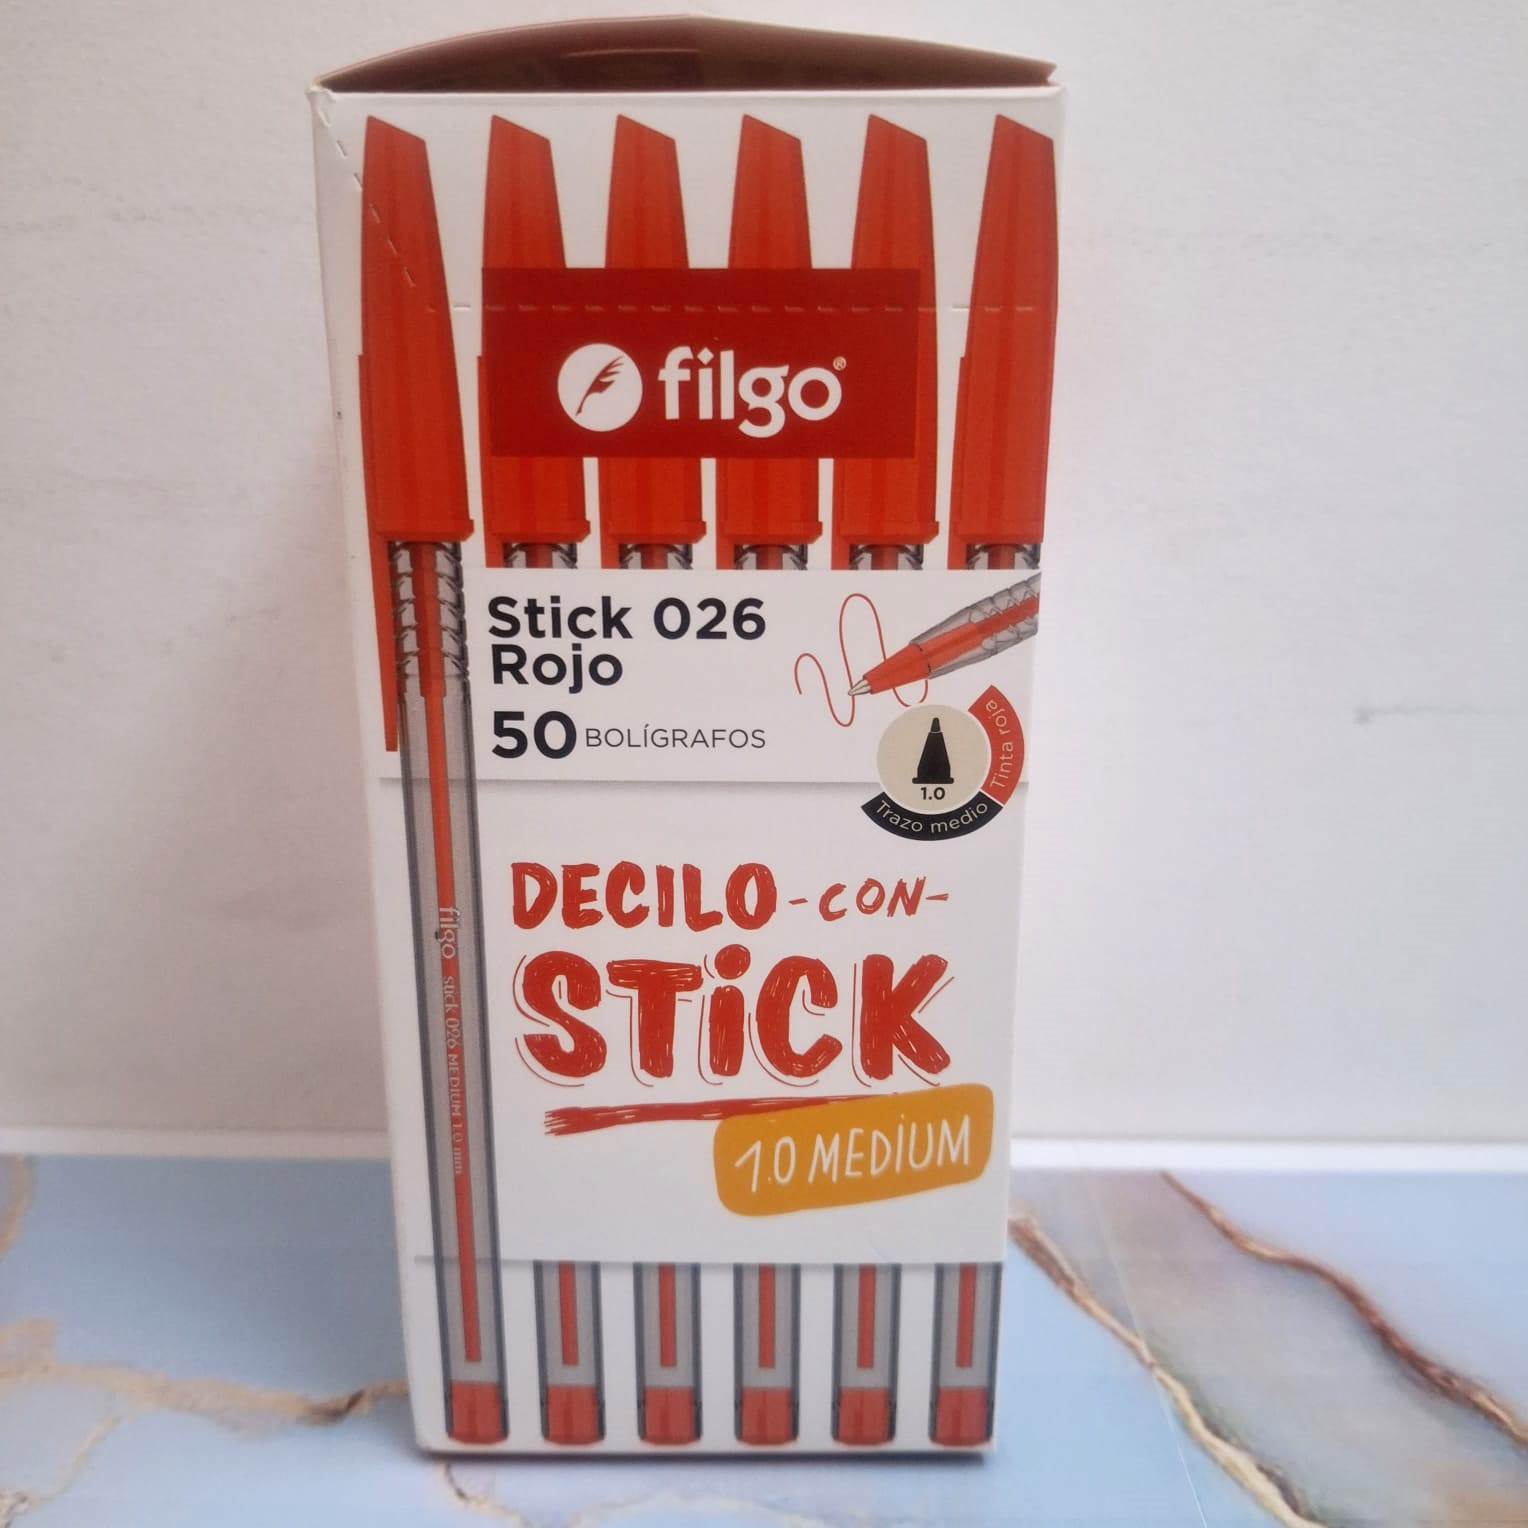 filgo®
Stick 026
Rojo
50 BOLÍGRAFOS
Tinta roja
1.0
Trazo medio
DECILO -CON-
STiCK
1.0 MEDiUM
filgo stick 026 MEDIUM 1.0 mm